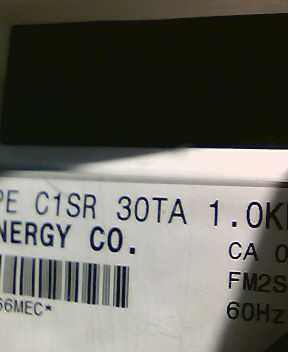 PE C1SR 30TA 1.0K
NERGY CO.
CA 0
FM2S
66MEC*
60Hz